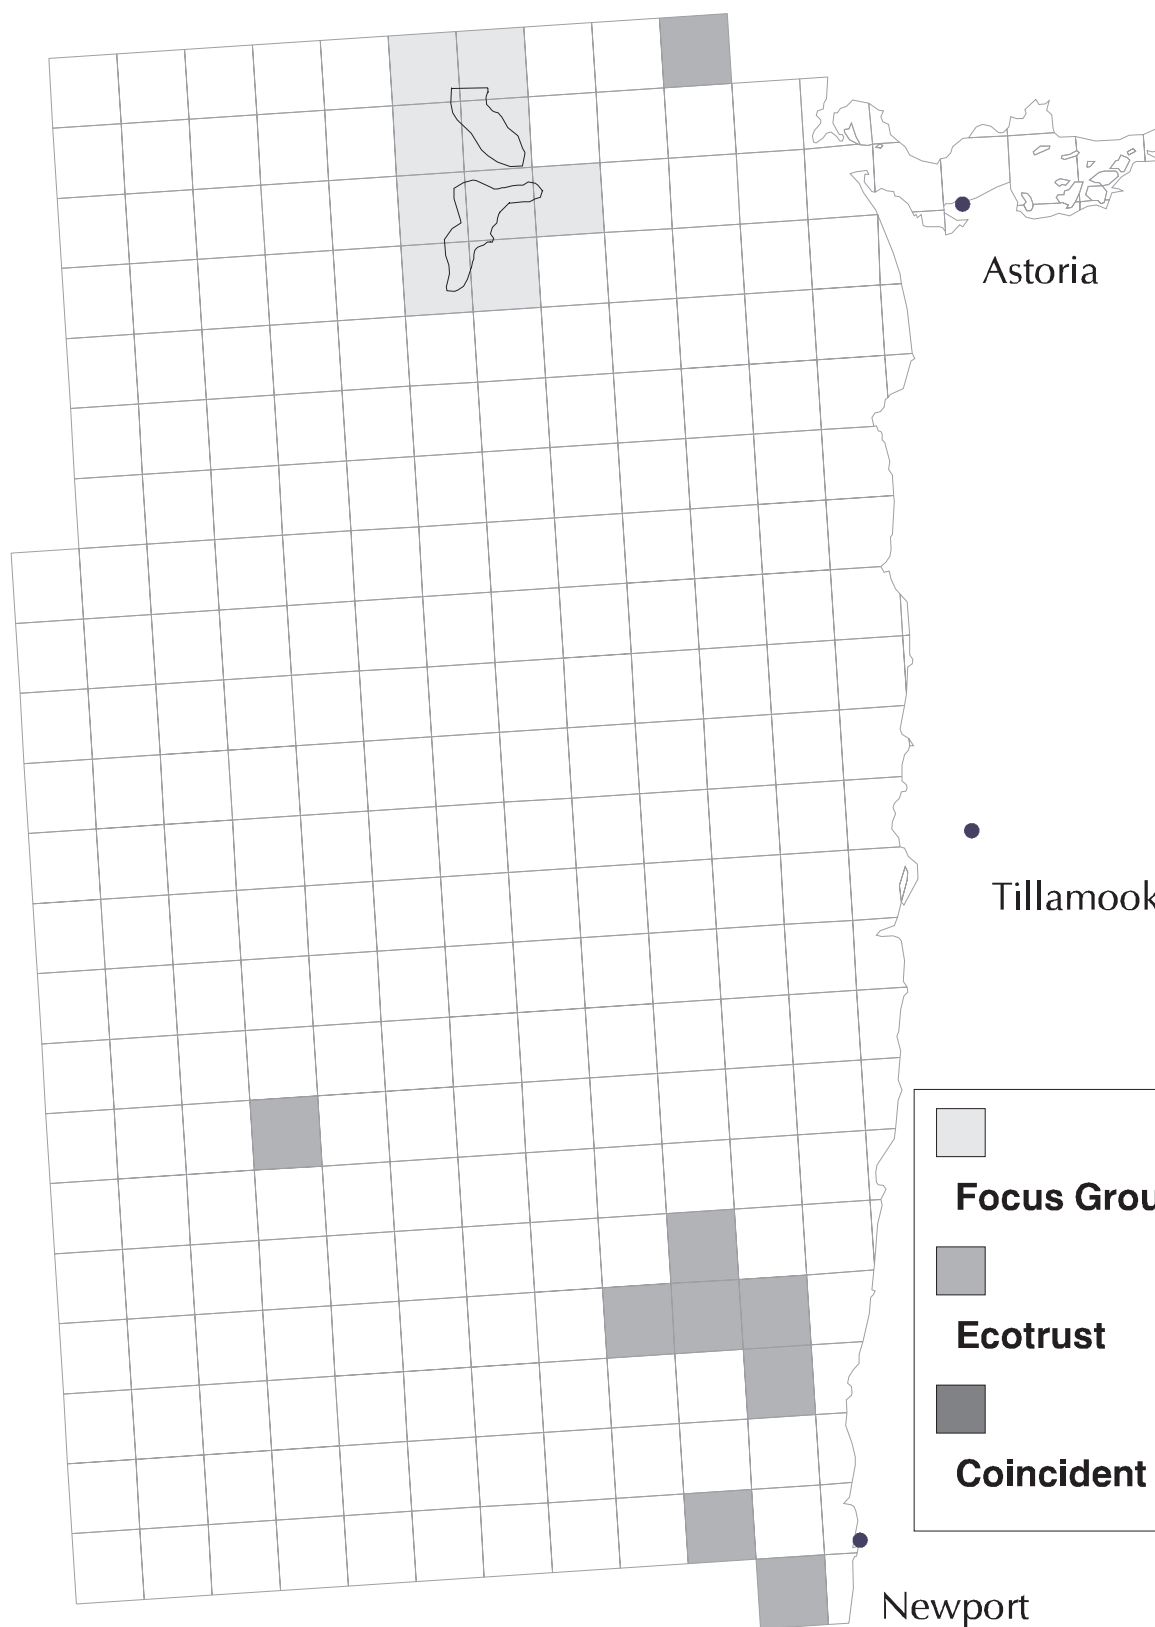 Astoria
Tillamook
Focus Grou
Ecotrust
Coincident
Newport